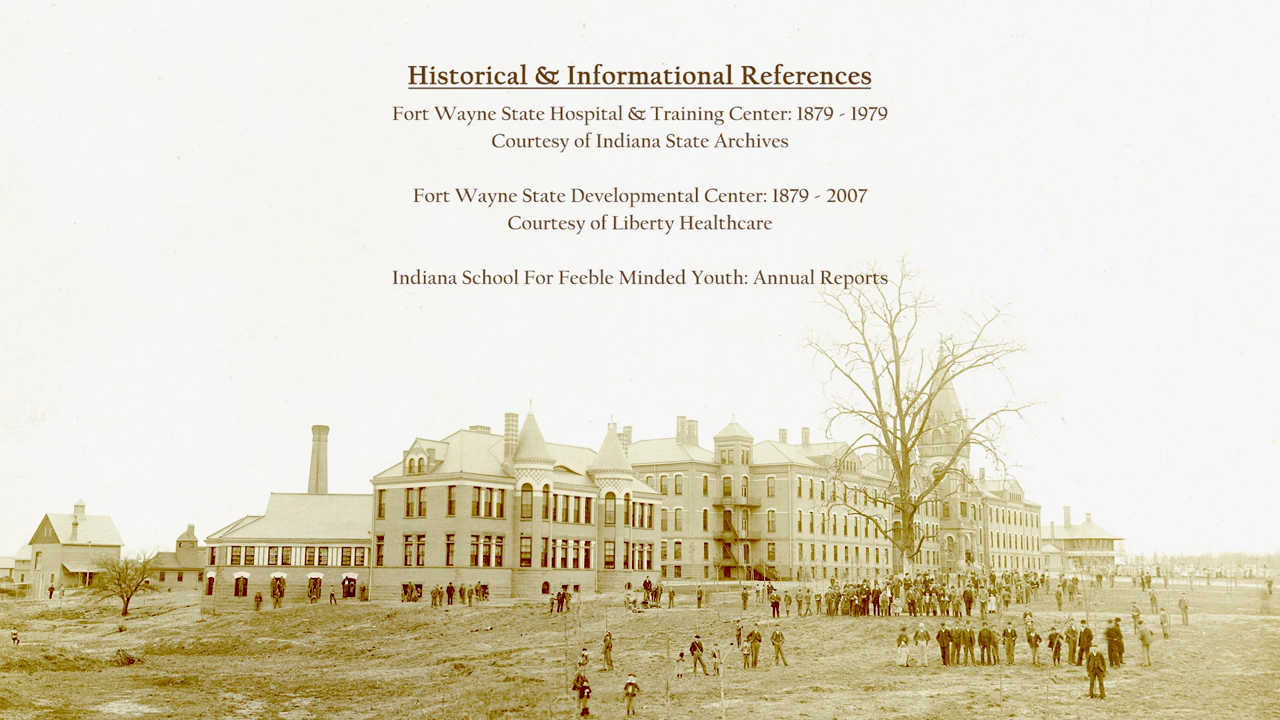 Historical & Informational References
Fort Wayne State Hospital & Training Center: 1879 - 1979
Courtesy of Indiana State Archives
Fort Wayne State Developmental Center: 1879 - 2007
Courtesy of Liberty Healthcare
Indiana School For Feeble Minded Youth: Annual Reports